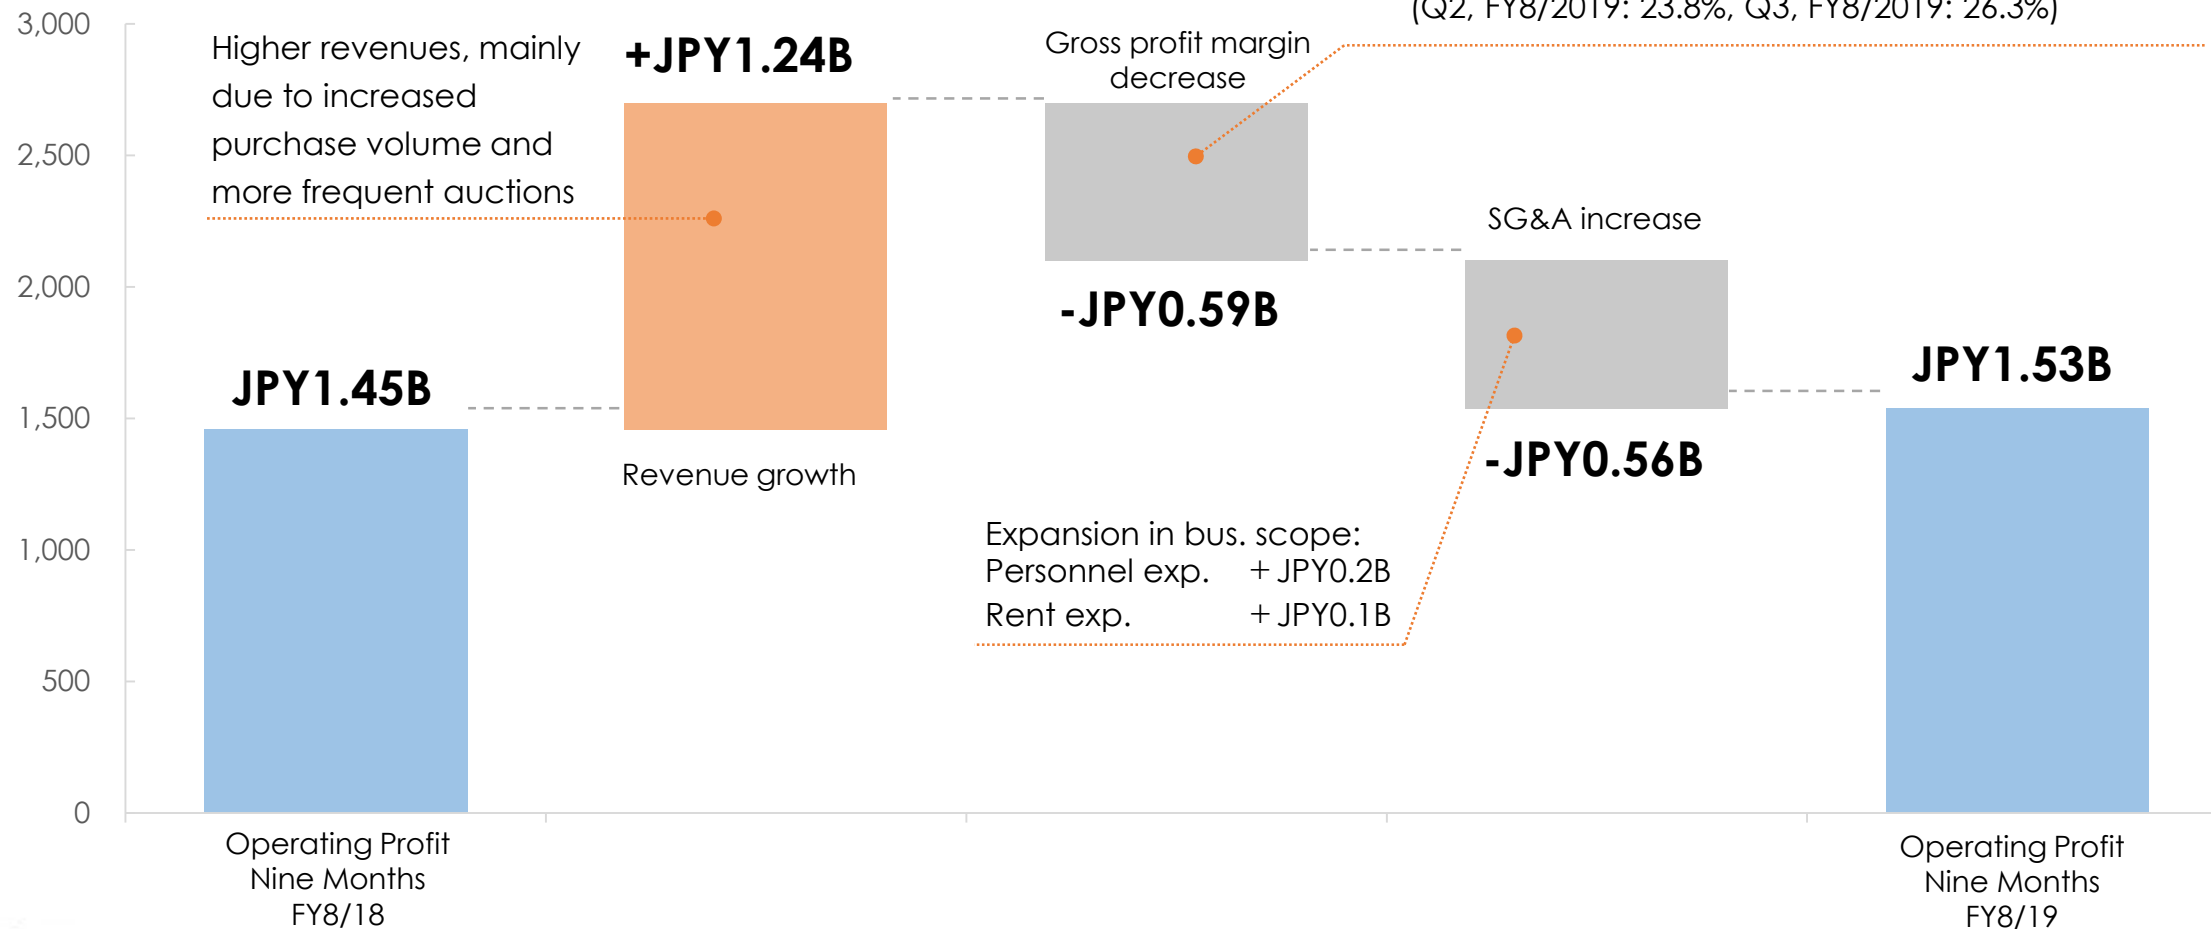 (Q2, FY8/2019: 23.8%, Q3, FY8/2019: 26.3%)
3,000
2,500
2,000
1,500
1,000
500
0
Higher revenues, mainly
due to increased
purchase volume and
more frequent auctions
+JPY1.24B
Gross profit margin
decrease
SG&A increase
-JPY0.59B
JPY1.45B
JPY1.53B
Revenue growth
-JPY0.56B
Expansion in bus. scope:
Personnel exp. + JPY0.2B
Rent exp. + JPY0.1B
Operating Profit
Nine Months
FY8/18
Operating Profit
Nine Months
FY8/19